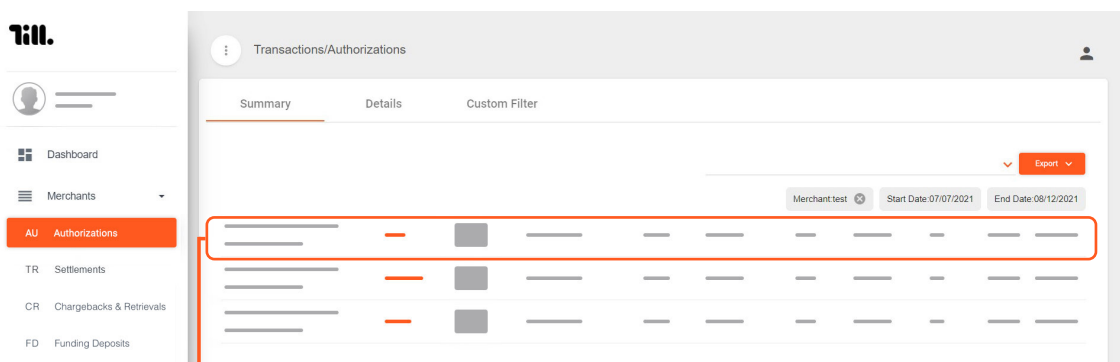 Till.
Transactions/Authorizations
Summary Details Custom Filter
Dashboard
Export
Merchants
Merchant:test Start Date:07/07/2021 End Date:08/12/2021
AU Authorizations
TR Settlements
CR Chargebacks & Retrievals
FD Funding Deposits